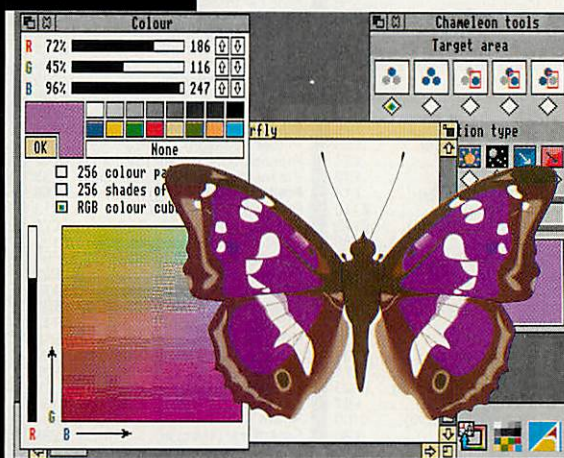 Colour
R 72% 186
G 45% 116
B 96% 247
OK
None
256 colour
256 shades of
RGB colour cub
G
R B
Chameleon tools
Target area
rfly
tion type